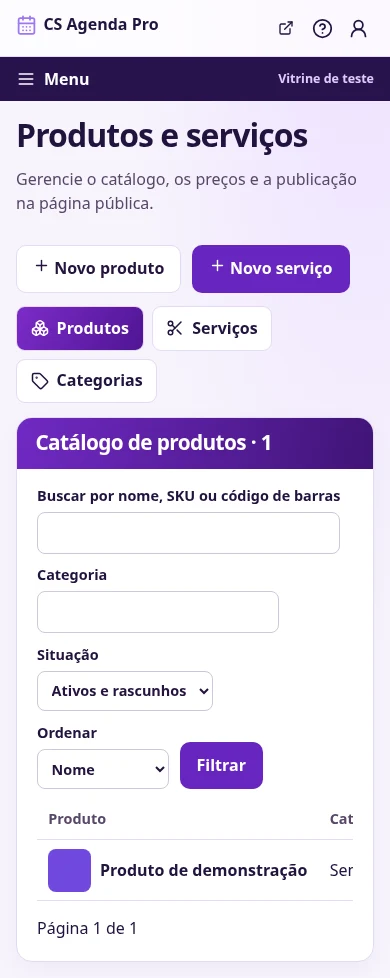 CS Agenda Pro
Menu
Vitrine de teste
Produtos e serviços
Gerencie o catálogo, os preços e a publicação
na página pública.
+ Novo produto
+ Novo serviço
Produtos
Serviços
Categorias
Catálogo de produtos · 1
Buscar por nome, SKU ou código de barras
Categoria
Situação
Ativos e rascunhos
Ordenar
Nome
Filtrar
Produto
Cat
Produto de demonstração
Ser
Página 1 de 1